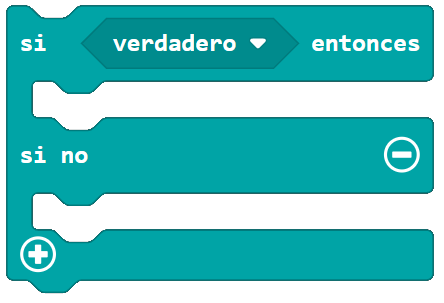 si verdadero entonces
si no